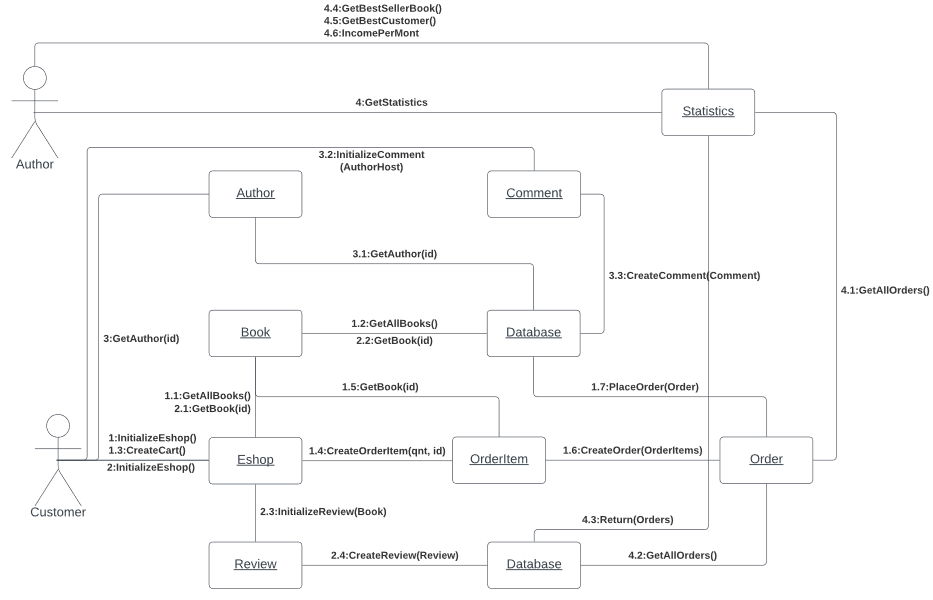 4.4:GetBestSellerBook()
4.5:GetBestCustomer()
4.6:IncomePerMont
4:GetStatistics
Statistics
Author
3.2:InitializeComment
(AuthorHost)
Author
Comment
3.1:GetAuthor(id)
3.3:CreateComment(Comment)
4.1:GetAllOrders()
Book
1.2:GetAllBooks()
2.2:GetBook(id)
Database
3:GetAuthor(id)
1.1:GetAllBooks()
2.1:GetBook(id)
1.5:GetBook(id)
1.7:PlaceOrder(Order)
1:InitializeEshop()
1.3:CreateCart()
2:InitializeEshop()
Eshop
1.4:CreateOrderItem(qnt, id)
OrderItem
1.6:CreateOrder(OrderItems)
Order
Customer
2.3:InitializeReview(Book)
4.3:Return(Orders)
Review
2.4:CreateReview(Review)
Database
4.2:GetAllOrders()